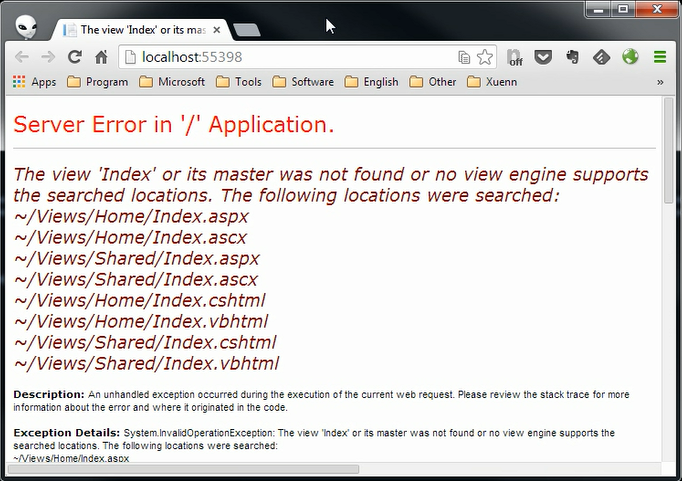 The view 'Index' or its mas
localhost:55398
off
Apps Program Microsoft Tools Software English Other Xuenn »
Server Error in '/' Application.
The view 'Index' or its master was not found or no view engine supports
the searched locations. The following locations were searched:
~/Views/Home/Index.aspx
~/Views/Home/Index.ascx
~/Views/Shared/Index.aspx
~/Views/Shared/Index.ascx
~/Views/Home/Index.cshtml
~/Views/Home/Index.vbhtml
~/Views/Shared/Index.cshtml
~/Views/Shared/Index.vbhtml
Description: An unhandled exception occurred during the execution of the current web request. Please review the stack trace for more
information about the error and where it originated in the code.
Exception Details: System.InvalidOperationException: The view 'Index' or its master was not found or no view engine supports the
searched locations. The following locations were searched:
~/Views/Home/Index.aspx